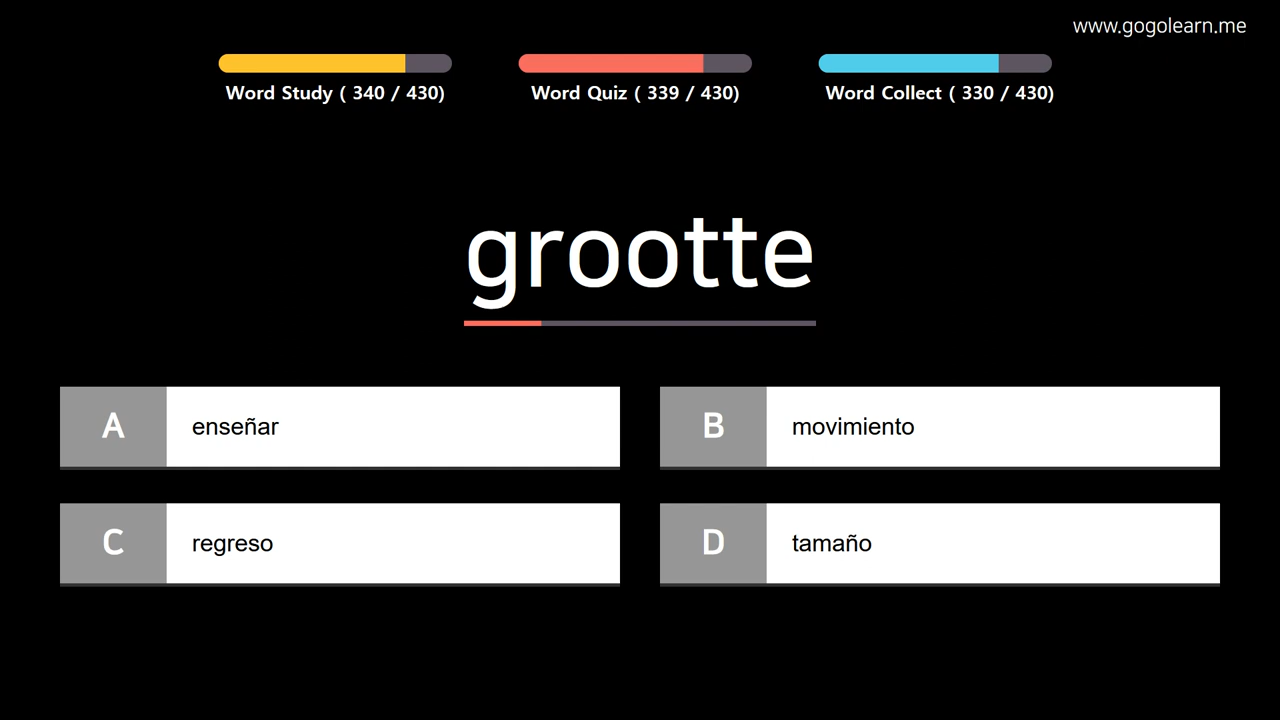 www.gogolearn.me
Word Study ( 340 / 430)
Word Quiz ( 339 / 430)
Word Collect ( 330 / 430)
grootte
A enseñar
B movimiento
C regreso
D tamaño